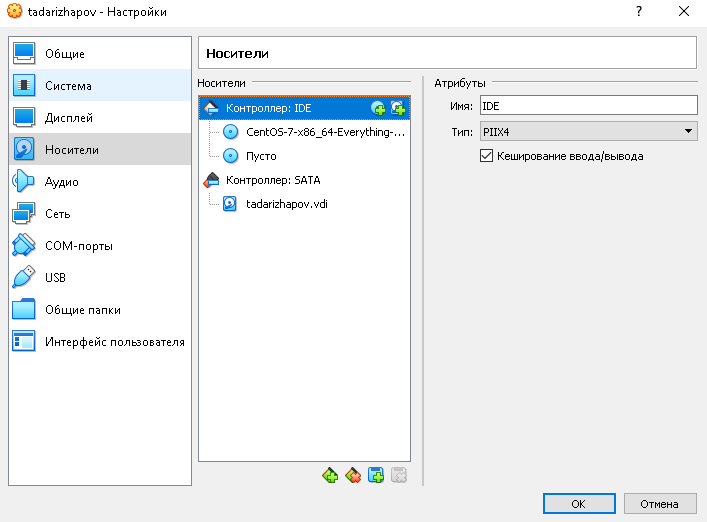 tadarizhapov - Настройки
?
Общие
Система
Дисплей
Носители
Аудио
Сеть
COM-порты
USB
Общие папки
Интерфейс пользователя
Носители
Носители
Контроллер: IDE
CentOS-7-x86_64-Everything-...
Пусто
Контроллер: SATA
tadarizhapov.vdi
Атрибуты
Имя: IDE
Тип: PIIX4
Кеширование ввода/вывода
OK
Отмена